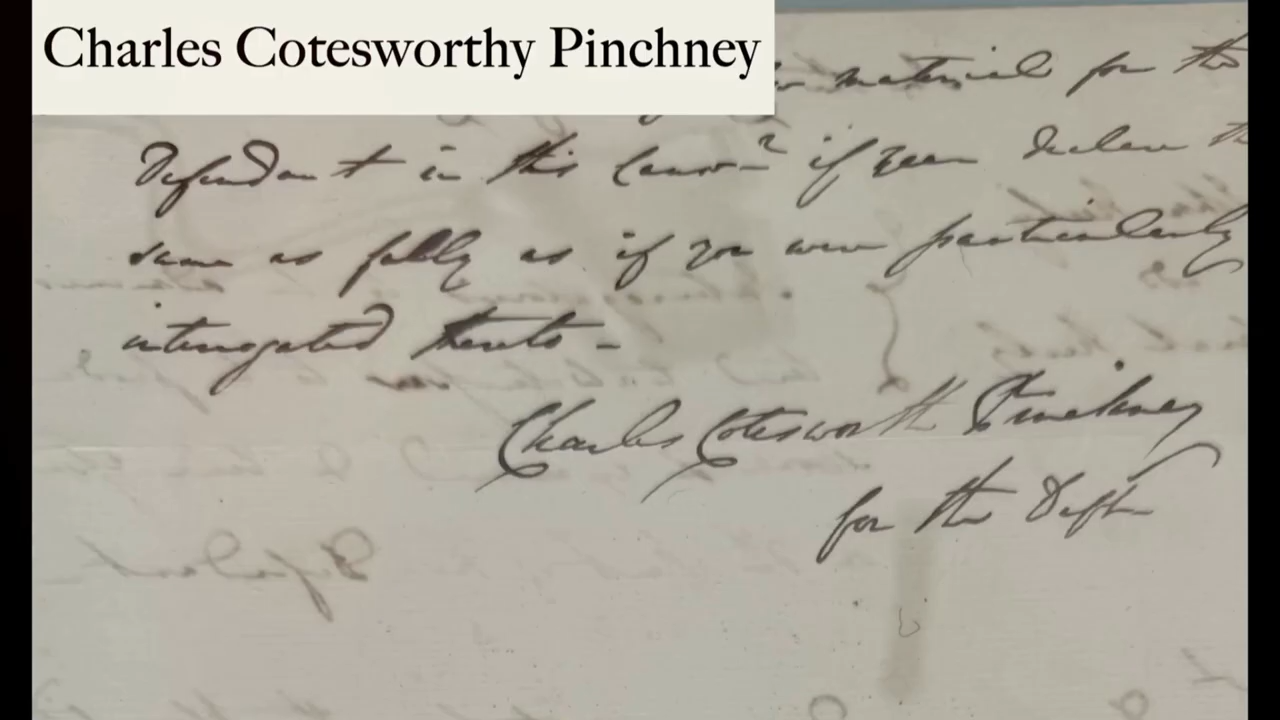 Charles Cotesworthy Pinchney
material for the
Defendant in this Cause? if you declare the
same as fully as if you were particularly
interrogated thereto –
Charles Cotesworth Pinckney
for the Deft